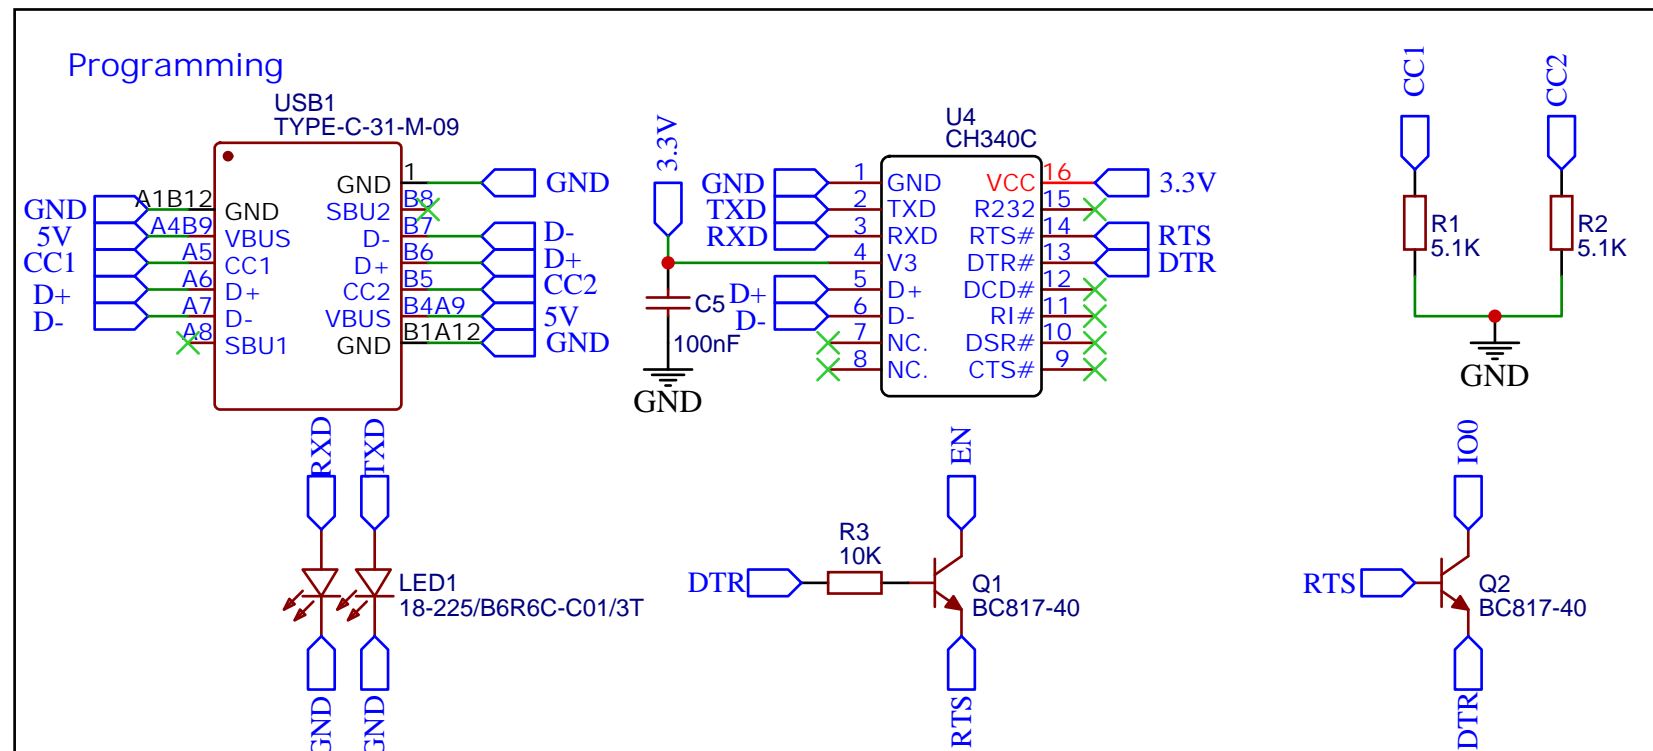 Programming
USB1
TYPE-C-31-M-09
GND
5V
CC1
D+
D-
A1B12
A4B9
A5
A6
A7
A8
GND
VBUS
CC1
D+
D-
SBU1
GND
SBU2
D-
D+
CC2
VBUS
GND
1
B8
B7
B6
B5
B4A9
B1A12
GND
D-
D+
CC2
5V
GND
3.3V
C5
100nF
GND
U4
CH340C
GND
TXD
RXD
D+
D-
1
2
3
4
5
6
7
8
GND
TXD
RXD
V3
D+
D-
NC.
NC.
VCC
R232
RTS#
DTR#
DCD#
RI#
DSR#
CTS#
16
15
14
13
12
11
10
9
3.3V
RTS
DTR
CC1
CC2
R1
5.1K
R2
5.1K
GND
RXD
TXD
LED1
18-225/B6R6C-C01/3T
GND
GND
EN
DTR
R3
10K
Q1
BC817-40
RTS
IO0
RTS
Q2
BC817-40
DTR